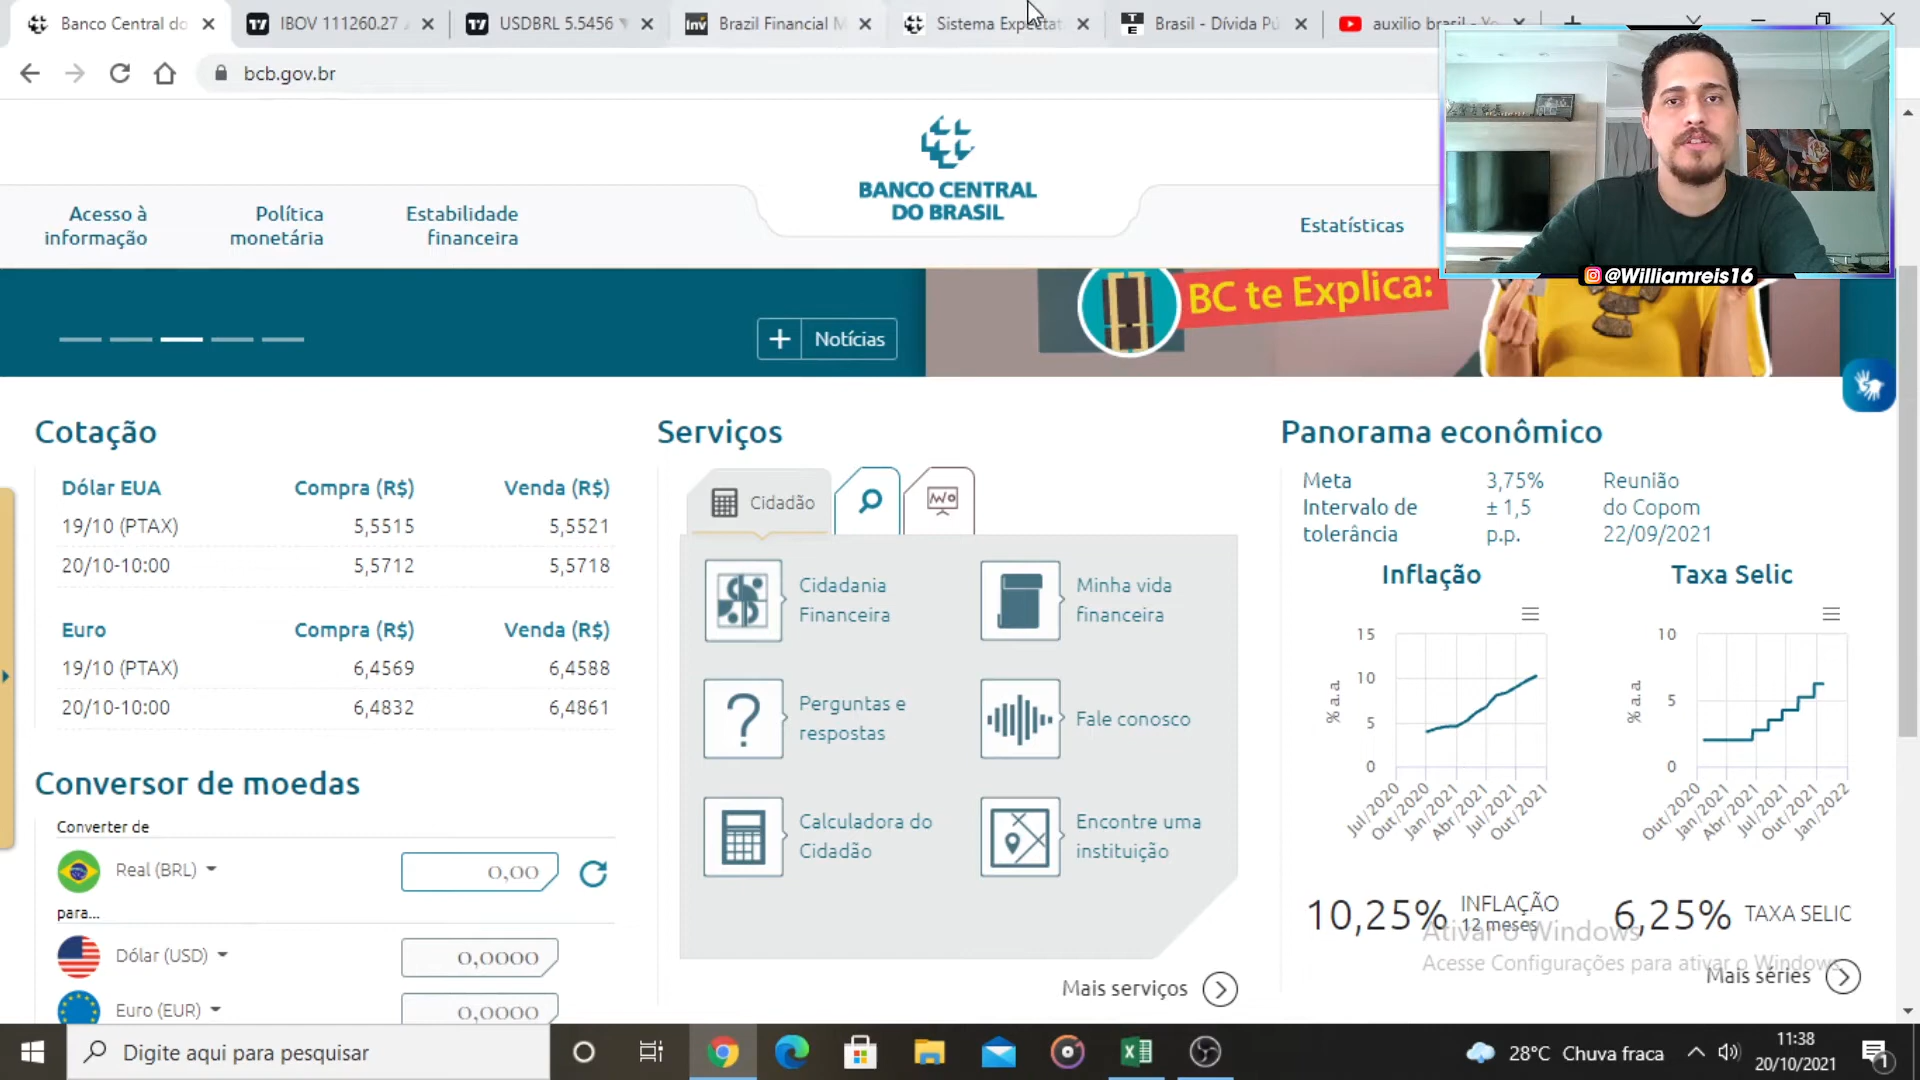 Banco Central do
IBOV 111260.27
USDBRL 5.5456
Inv
Brazil Financial M
Sistema Expectat
TE
Brasil - Dívida Pú
auxilio brasil - Yo
bcb.gov.br
Acesso à
informação
Política
monetária
Estabilidade
financeira
BANCO CENTRAL
DO BRASIL
Estatísticas
@Williamreis16
+ Notícias
BC te Explica:
Cotação
Dólar EUA Compra (R$) Venda (R$)
19/10 (PTAX) 5,5515 5,5521
20/10-10:00 5,5712 5,5718
Euro Compra (R$) Venda (R$)
19/10 (PTAX) 6,4569 6,4588
20/10-10:00 6,4832 6,4861
Conversor de moedas
Converter de
Real (BRL) 0,00
para...
Dólar (USD) 0,0000
Euro (EUR) 0,0000
Serviços
Cidadão
Cidadania
Financeira
Minha vida
financeira
Perguntas e
respostas
Fale conosco
Calculadora do
Cidadão
Encontre uma
instituição
Mais serviços
Panorama econômico
Meta 3,75%
Intervalo de ± 1,5
tolerância p.p.
Reunião
do Copom
22/09/2021
Inflação
15
10
5
0
% a.a.
Jul/2020
Out/2020
Jan/2021
Abr/2021
Jul/2021
Out/2021
Taxa Selic
10
5
0
% a.a.
Out/2020
Jan/2021
Abr/2021
Jul/2021
Out/2021
Jan/2022
10,25% INFLAÇÃO
12 meses
6,25% TAXA SELIC
Ativar o Windows
Acesse Configurações para ativar o Windows.
Mais séries
Digite aqui para pesquisar
28°C Chuva fraca
11:38
20/10/2021
1